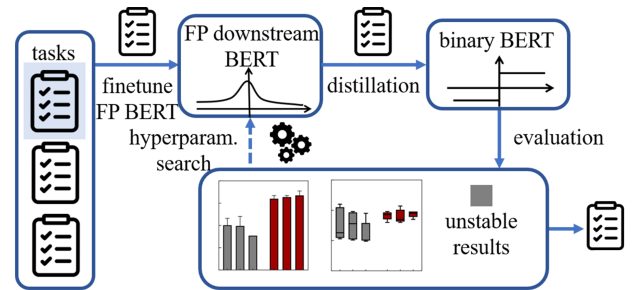 tasks
finetune
FP BERT
FP downstream
BERT
distillation
binary BERT
hyperparam.
search
evaluation
unstable
results